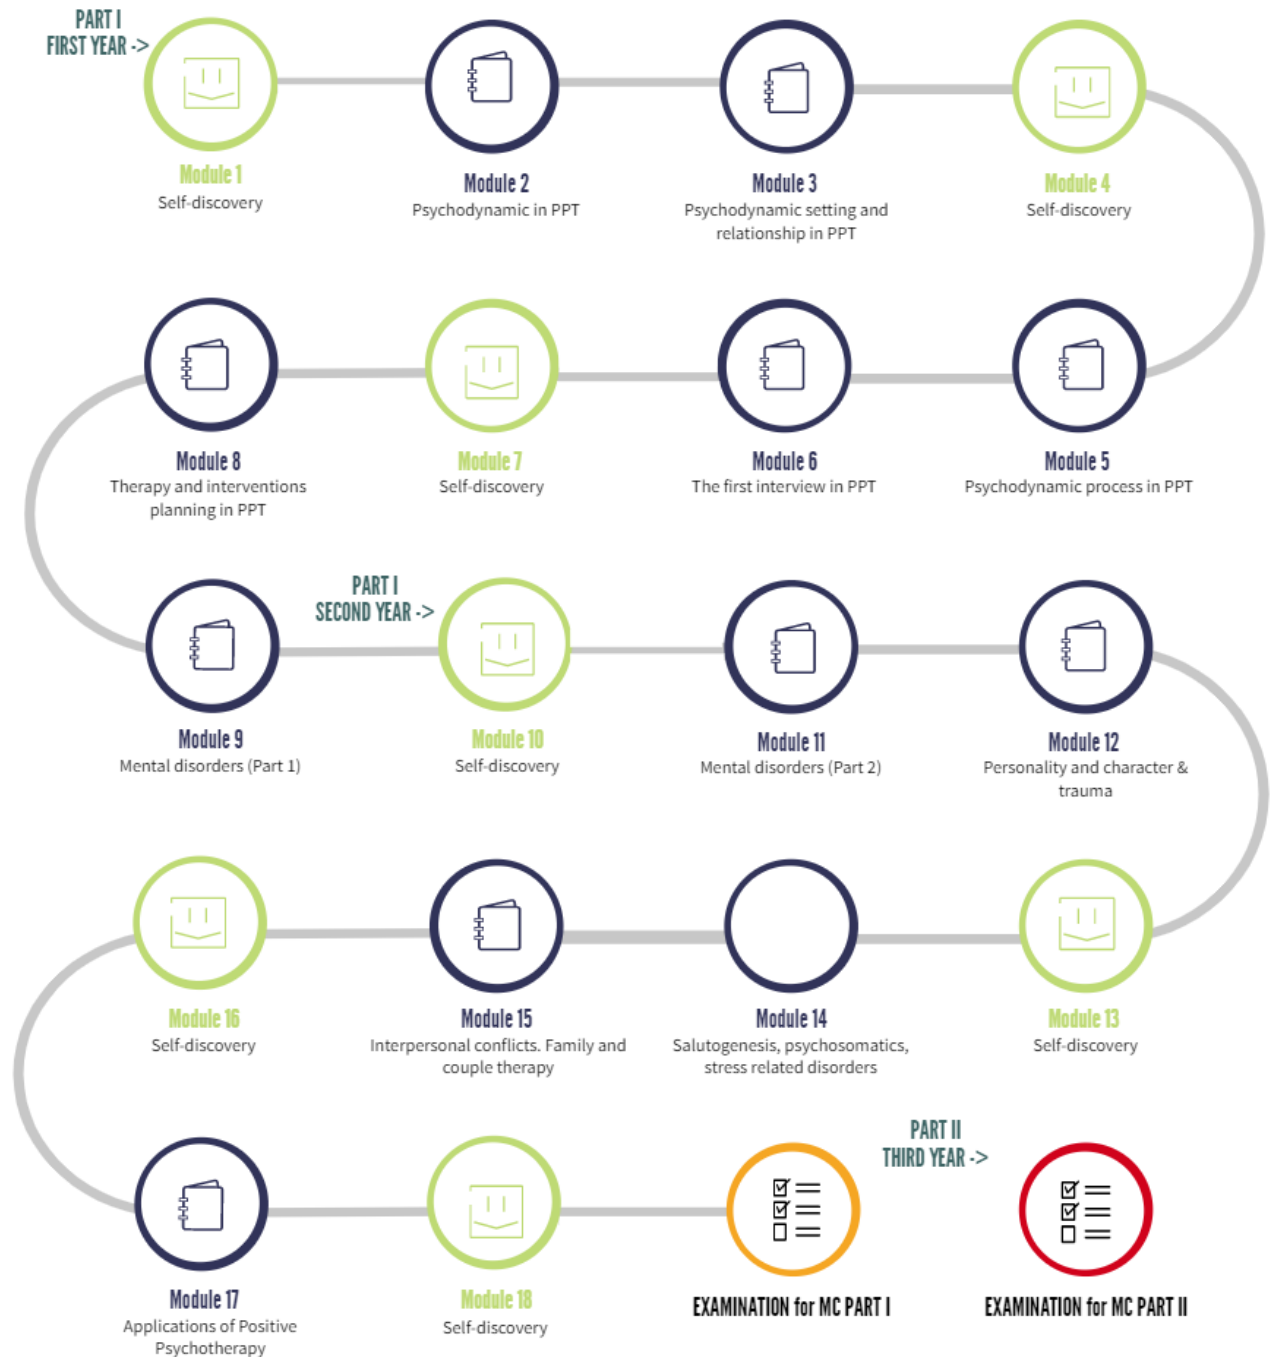 PART I
FIRST YEAR ->
Module 1
Self-discovery
Module 2
Psychodynamic in PPT
Module 3
Psychodynamic setting and
relationship in PPT
Module 4
Self-discovery
Module 8
Therapy and interventions
planning in PPT
Module 7
Self-discovery
Module 6
The first interview in PPT
Module 5
Psychodynamic process in PPT
PART I
SECOND YEAR ->
Module 9
Mental disorders (Part 1)
Module 10
Self-discovery
Module 11
Mental disorders (Part 2)
Module 12
Personality and character &
trauma
Module 16
Self-discovery
Module 15
Interpersonal conflicts. Family and
couple therapy
Module 14
Salutogenesis, psychosomatics,
stress related disorders
Module 13
Self-discovery
PART II
THIRD YEAR ->
Module 17
Applications of Positive
Psychotherapy
Module 18
Self-discovery
EXAMINATION for MC PART I
EXAMINATION for MC PART II